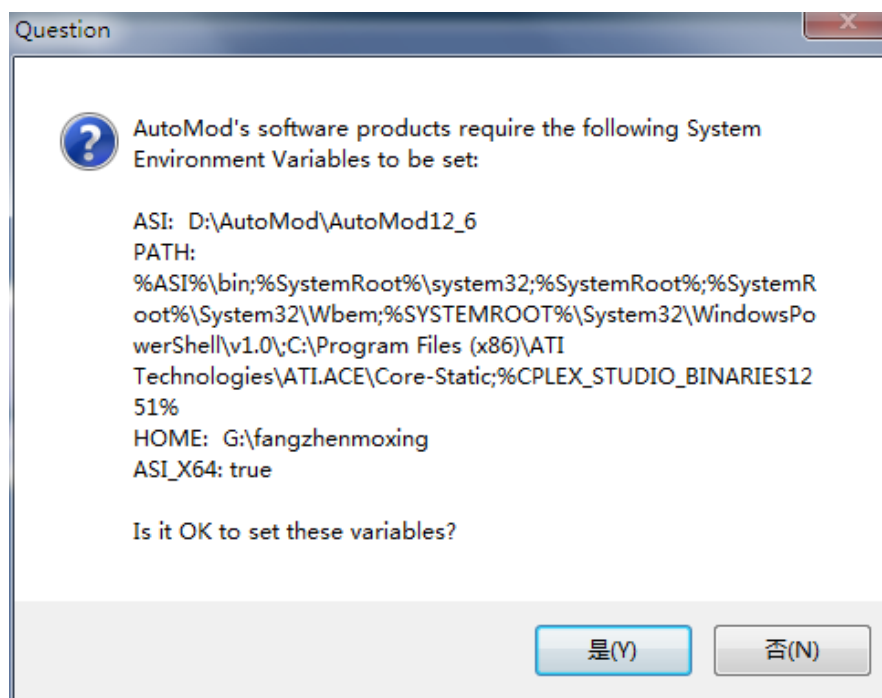 Question
AutoMod's software products require the following System
Environment Variables to be set:
ASI:  D:\AutoMod\AutoMod12_6
PATH:
%ASI%\bin;%SystemRoot%\system32;%SystemRoot%;%SystemR
oot%\System32\Wbem;%SYSTEMROOT%\System32\WindowsPo
werShell\v1.0\;C:\Program Files (x86)\ATI
Technologies\ATI.ACE\Core-Static;%CPLEX_STUDIO_BINARIES12
51%
HOME:  G:\fangzhenmoxing
ASI_X64: true
Is it OK to set these variables?
是(Y)
否(N)